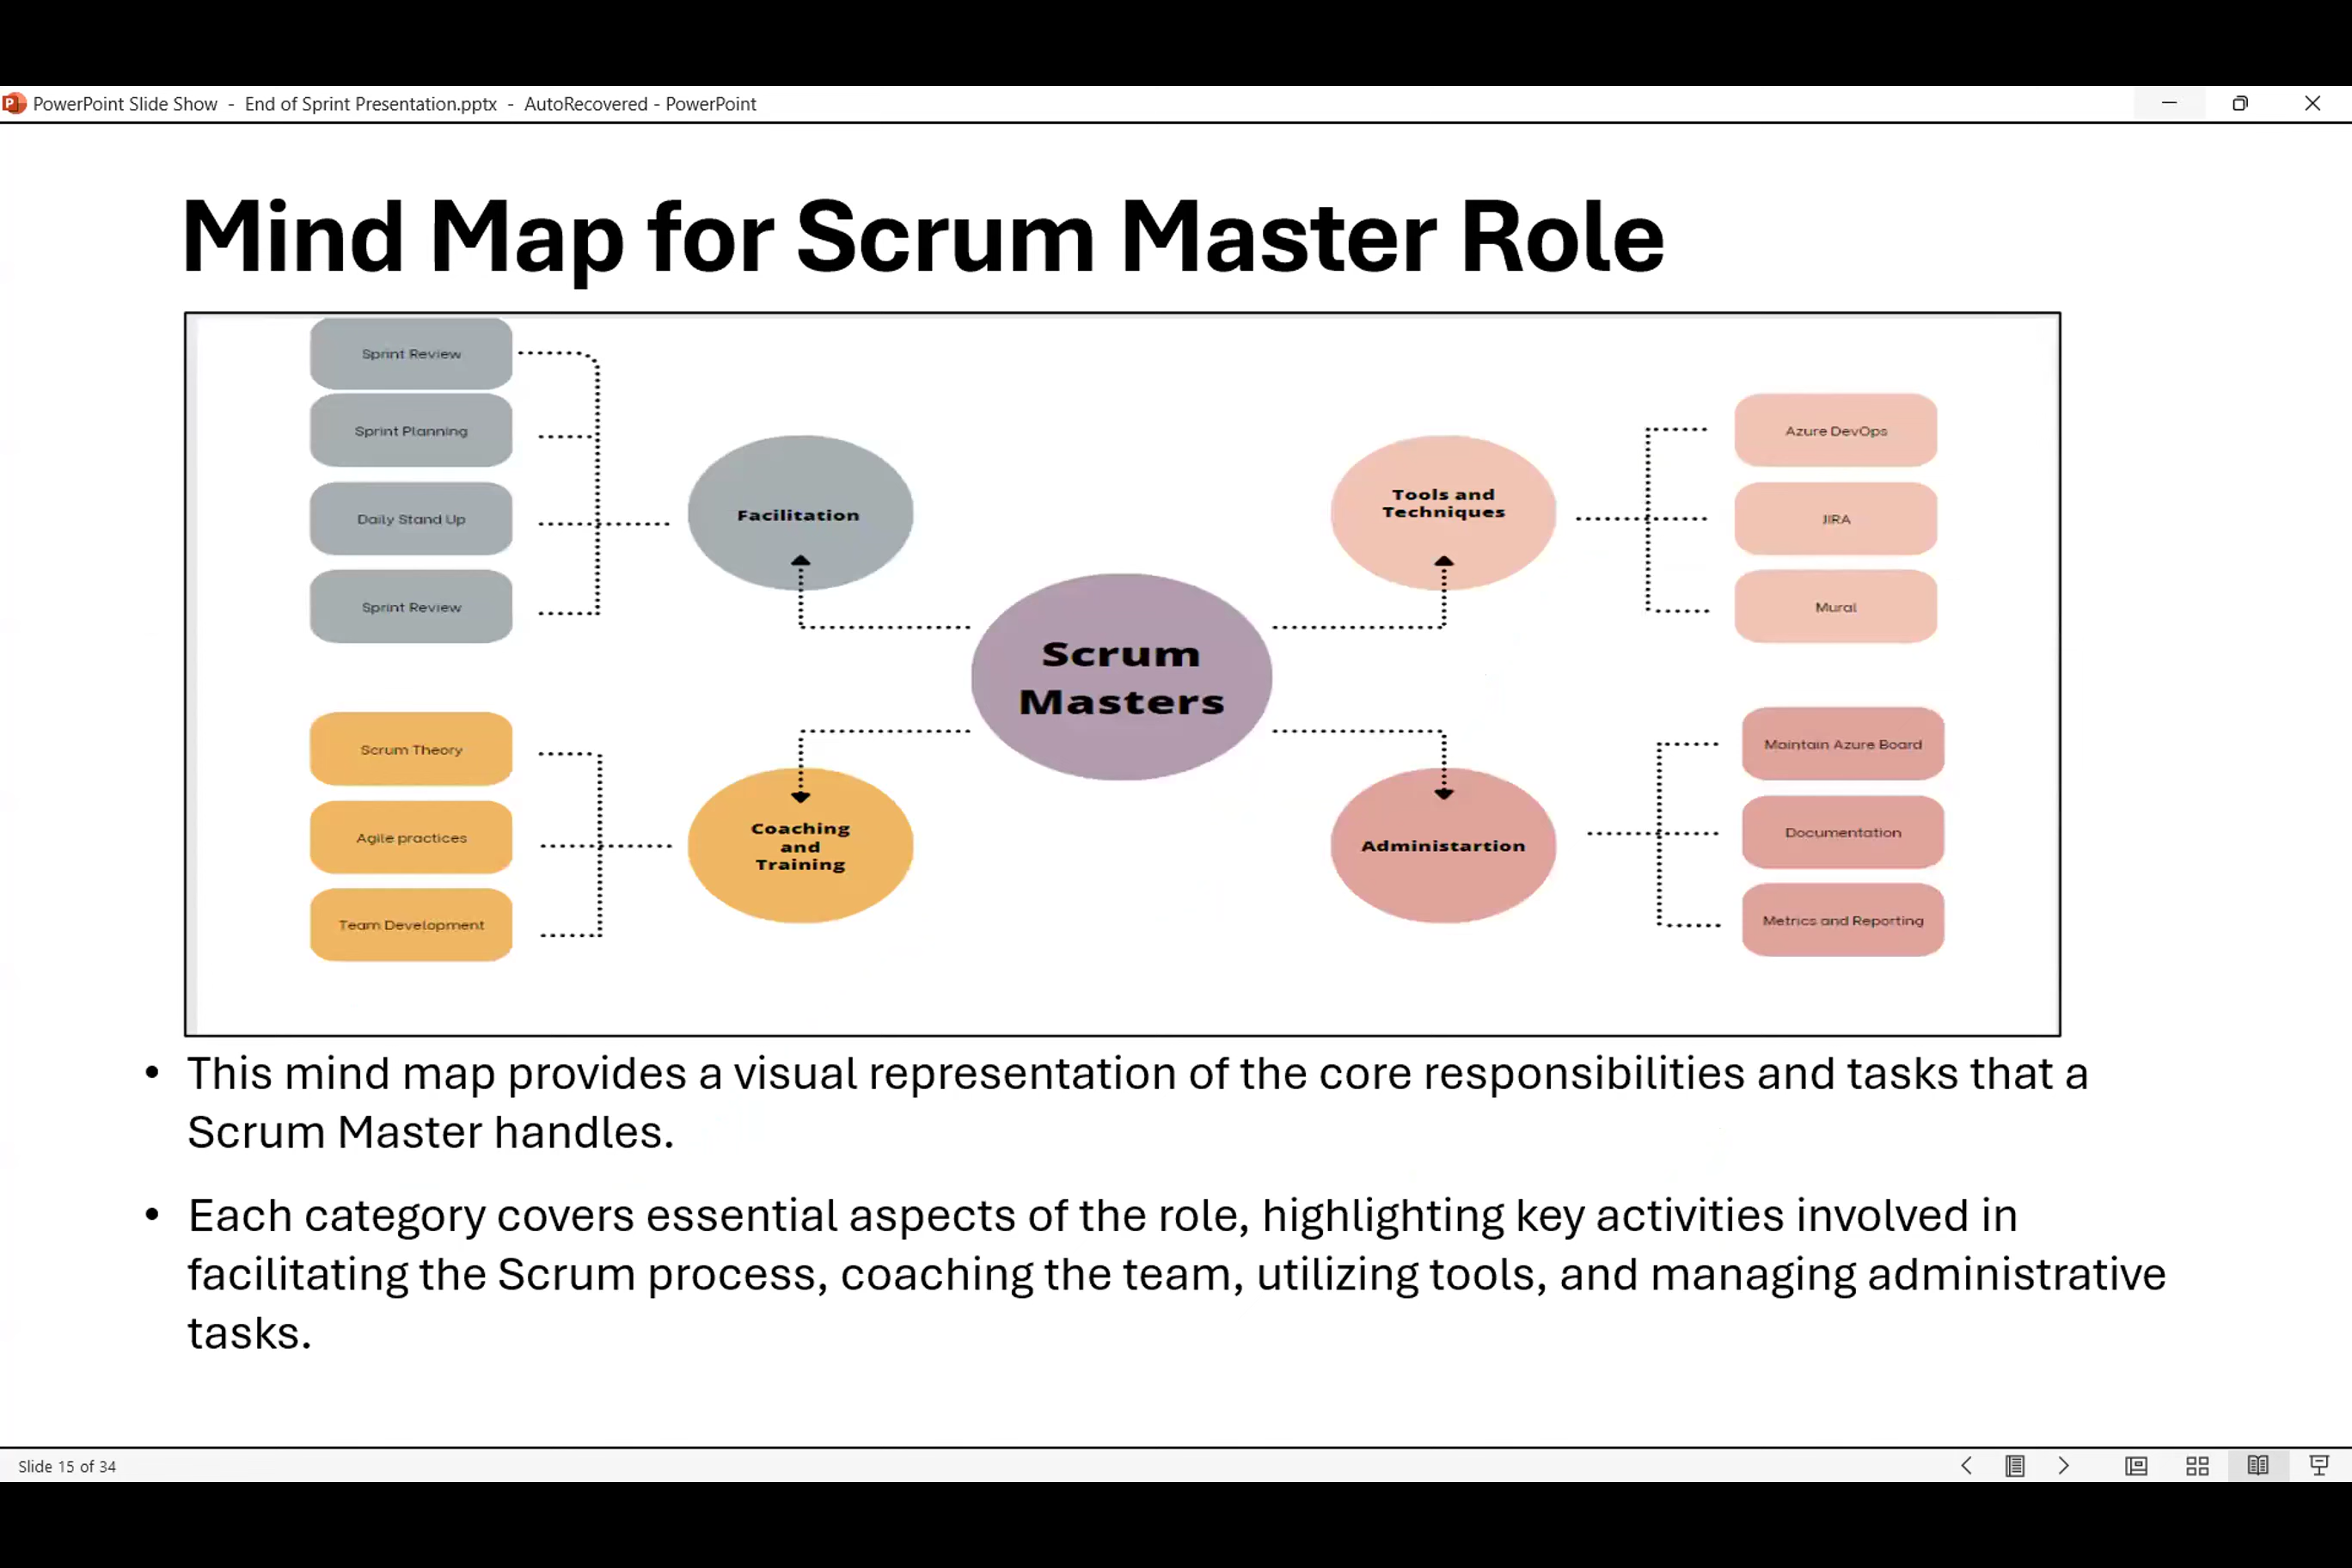 PowerPoint Slide Show - End of Sprint Presentation.pptx - AutoRecovered - PowerPoint
Mind Map for Scrum Master Role
Sprint Review
Sprint Planning
Daily Stand Up
Sprint Review
Facilitation
Scrum Theory
Agile practices
Team Development
Coaching
and
Training
Scrum
Masters
Tools and
Techniques
Azure DevOps
JIRA
Mural
Administartion
Maintain Azure Board
Documentation
Metrics and Reporting
• This mind map provides a visual representation of the core responsibilities and tasks that a
Scrum Master handles.
• Each category covers essential aspects of the role, highlighting key activities involved in
facilitating the Scrum process, coaching the team, utilizing tools, and managing administrative
tasks.
Slide 15 of 34